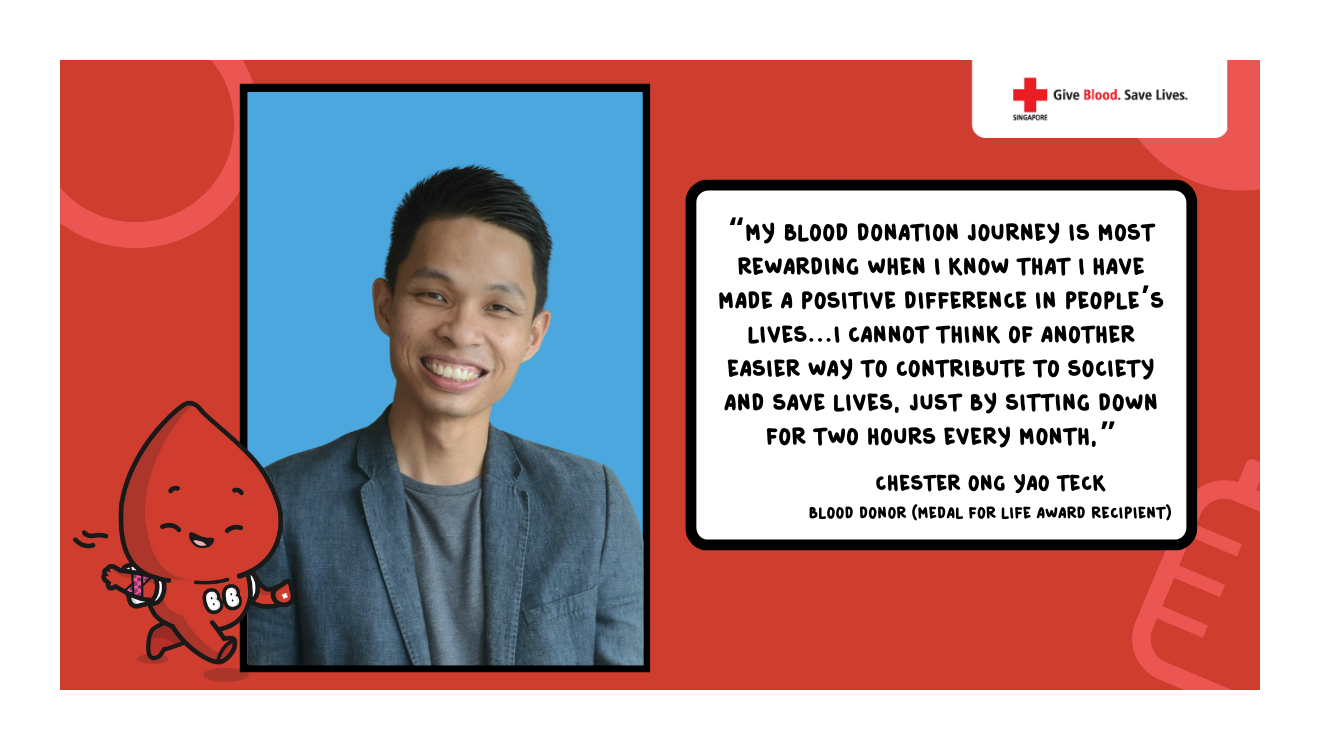 Give Blood. Save Lives.
SINGAPORE
“MY BLOOD DONATION JOURNEY IS MOST
REWARDING WHEN I KNOW THAT I HAVE
MADE A POSITIVE DIFFERENCE IN PEOPLE'S
LIVES...I CANNOT THINK OF ANOTHER
EASIER WAY TO CONTRIBUTE TO SOCIETY
AND SAVE LIVES, JUST BY SITTING DOWN
FOR TWO HOURS EVERY MONTH.”
CHESTER ONG YAO TECK
BLOOD DONOR (MEDAL FOR LIFE AWARD RECIPIENT)
BB